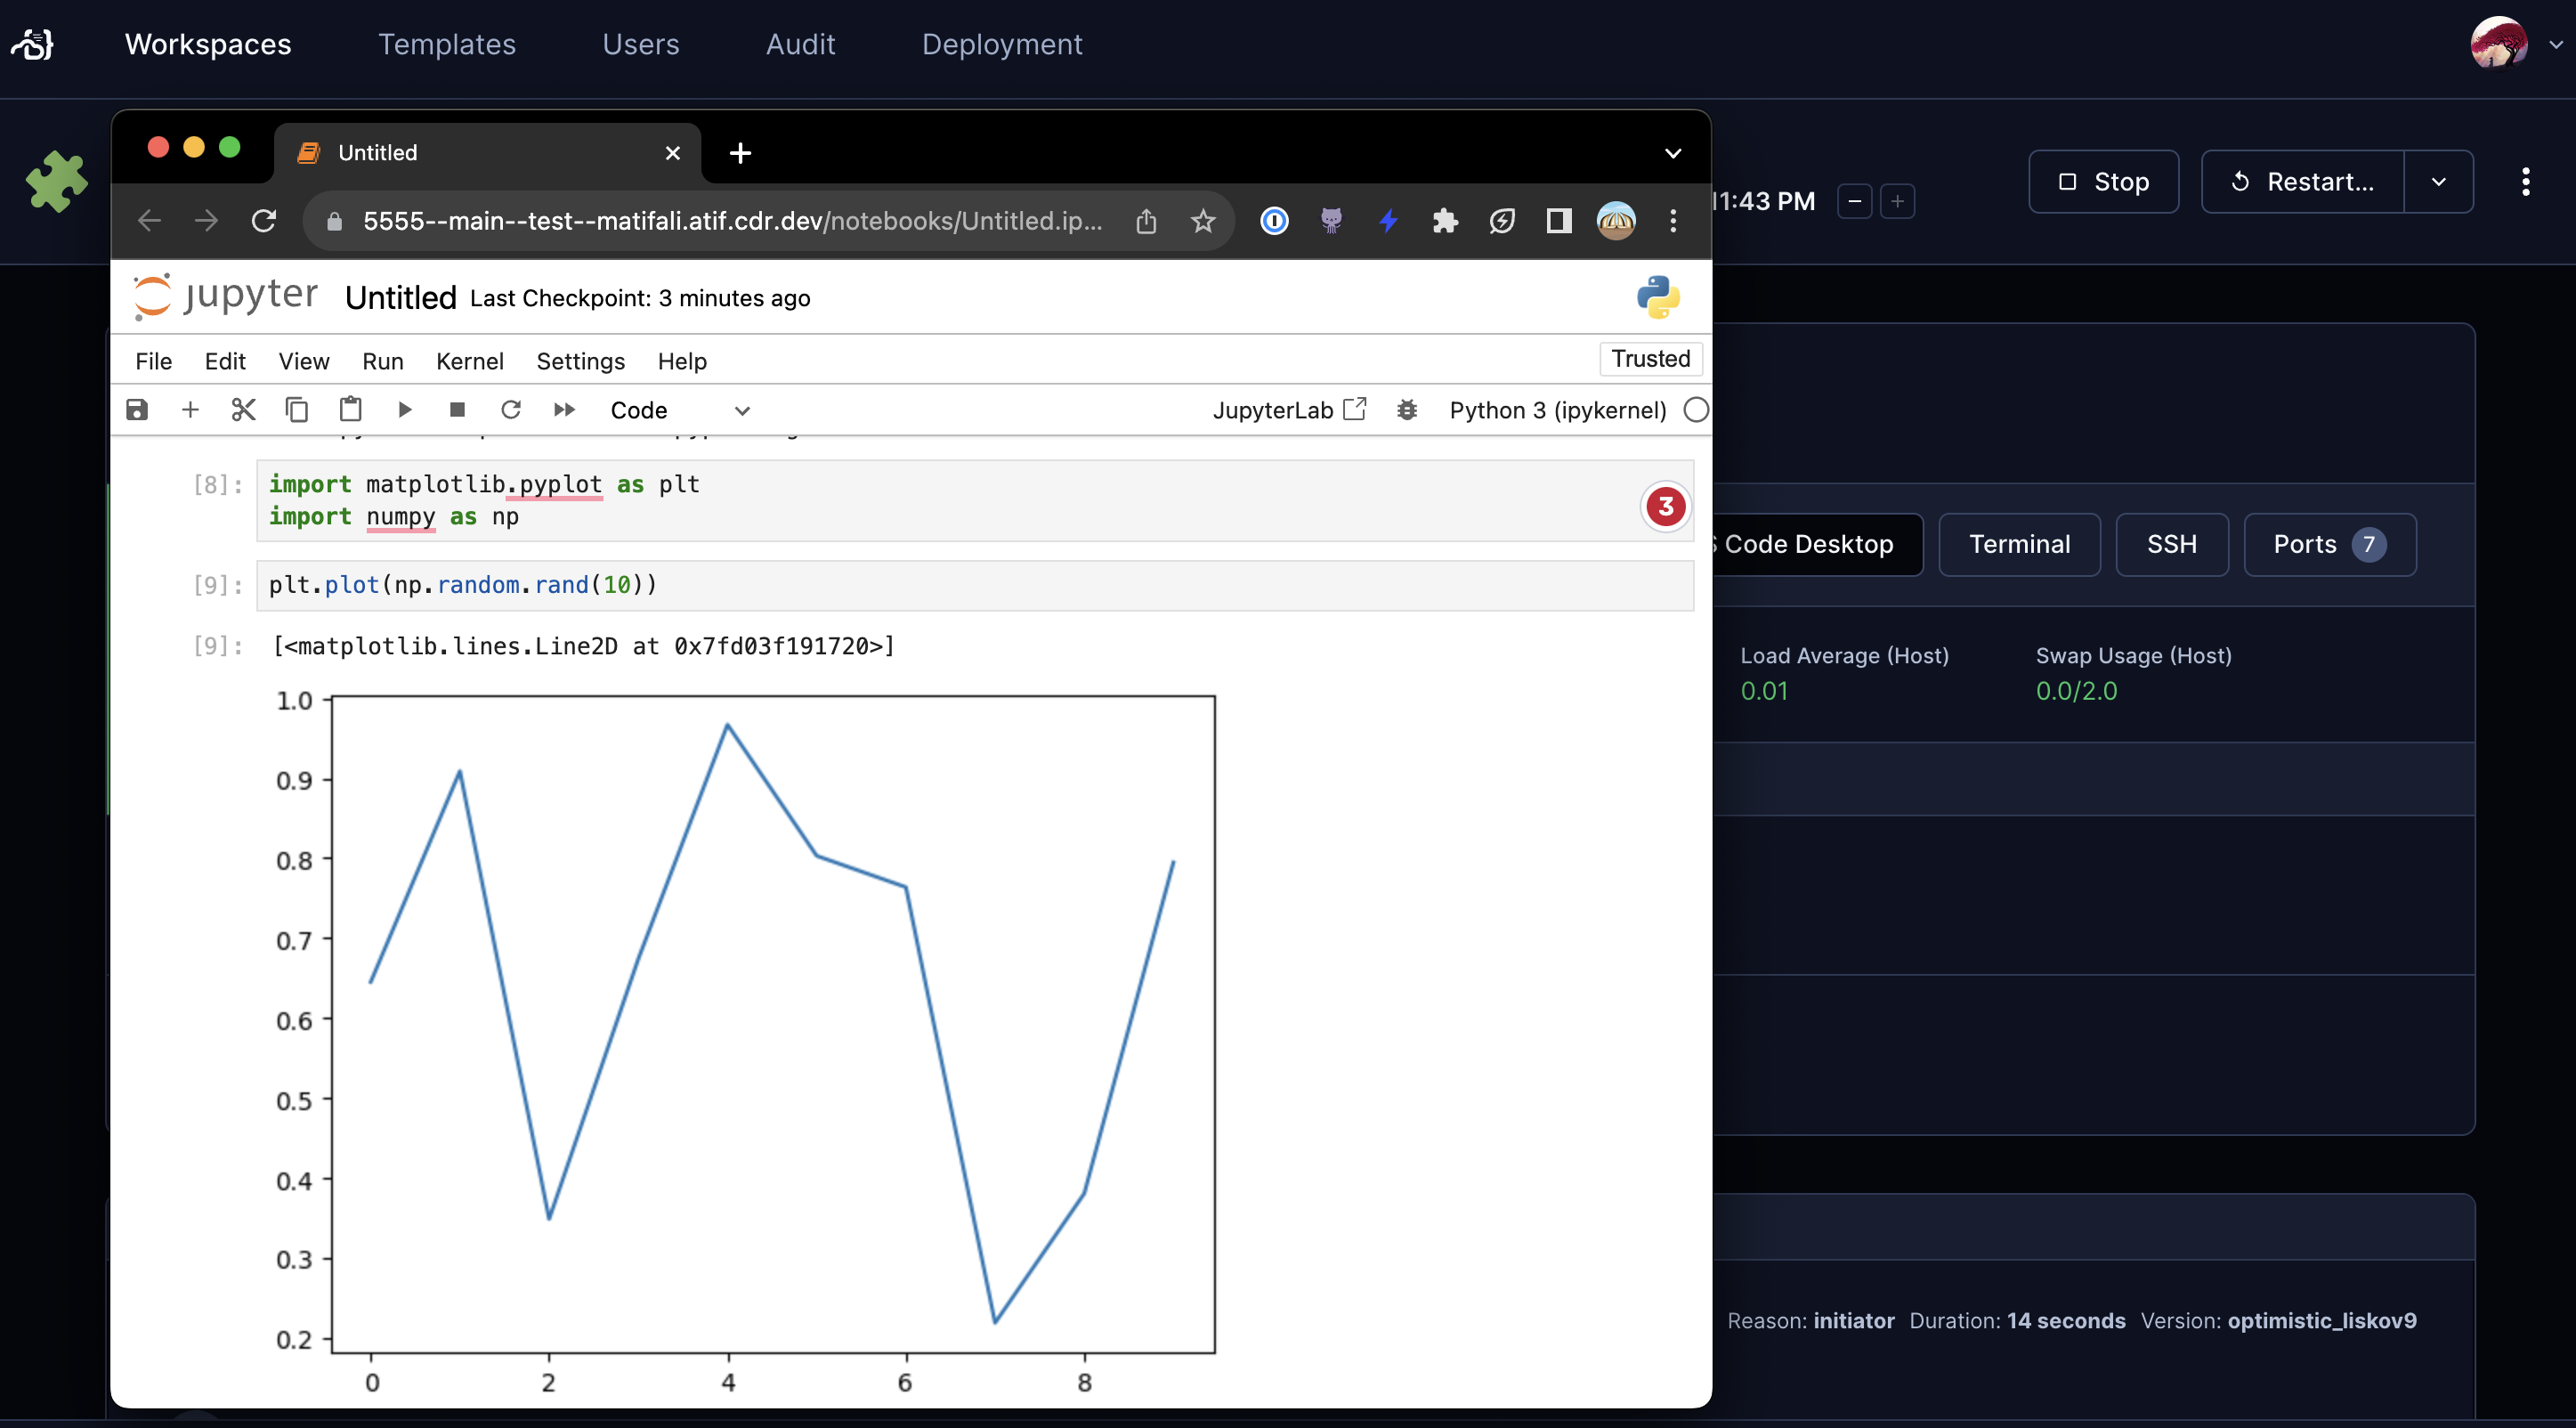 Workspaces Templates Users Audit Deployment
Untitled
5555--main--test--matifali.atif.cdr.dev/notebooks/Untitled.ip...
11:43 PM
Stop
Restart...
jupyter Untitled Last Checkpoint: 3 minutes ago
File Edit View Run Kernel Settings Help
Trusted
Code
JupyterLab
Python 3 (ipykernel)
[8]: import matplotlib.pyplot as plt
import numpy as np
3
[9]: plt.plot(np.random.rand(10))
[9]: [<matplotlib.lines.Line2D at 0x7fd03f191720>]
1.0
0.9
0.8
0.7
0.6
0.5
0.4
0.3
0.2
0 2 4 6 8
Code Desktop
Terminal
SSH
Ports 7
Load Average (Host) Swap Usage (Host)
0.01 0.0/2.0
Reason: initiator Duration: 14 seconds Version: optimistic_liskov9